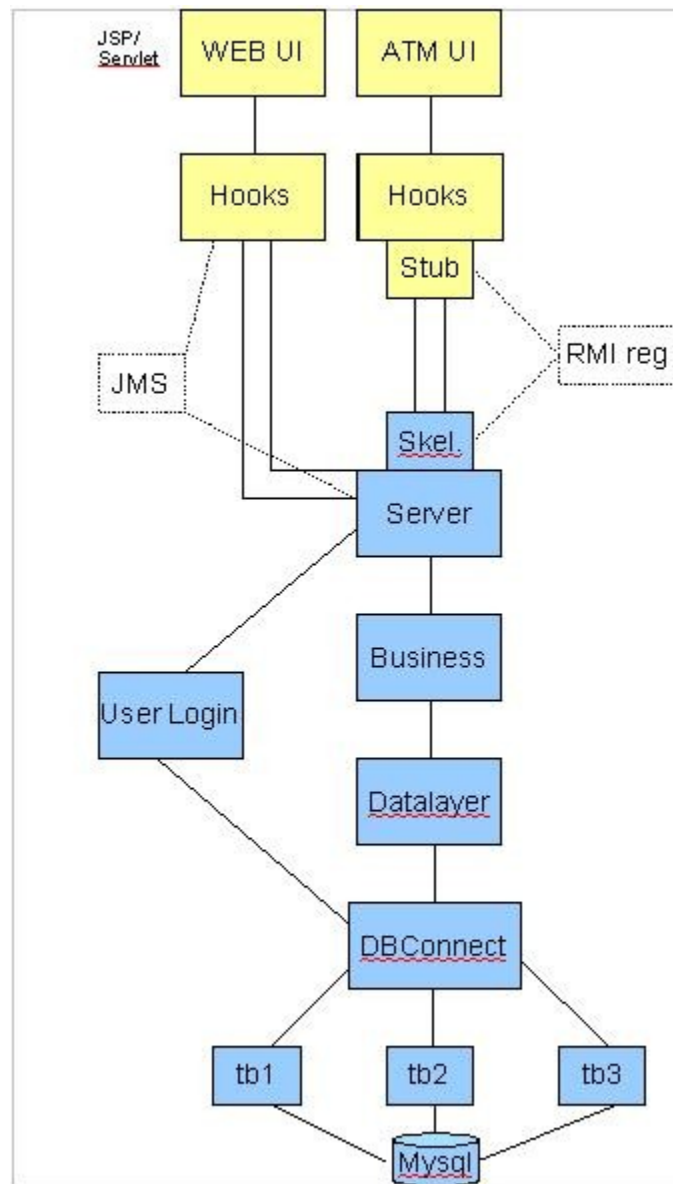 JSP/
Servlet
WEB UI
ATM UI
Hooks
Hooks
Stub
RMI reg
JMS
Skel.
Server
Business
User Login
Datalayer
DBConnect
tb1
tb2
tb3
Mysql